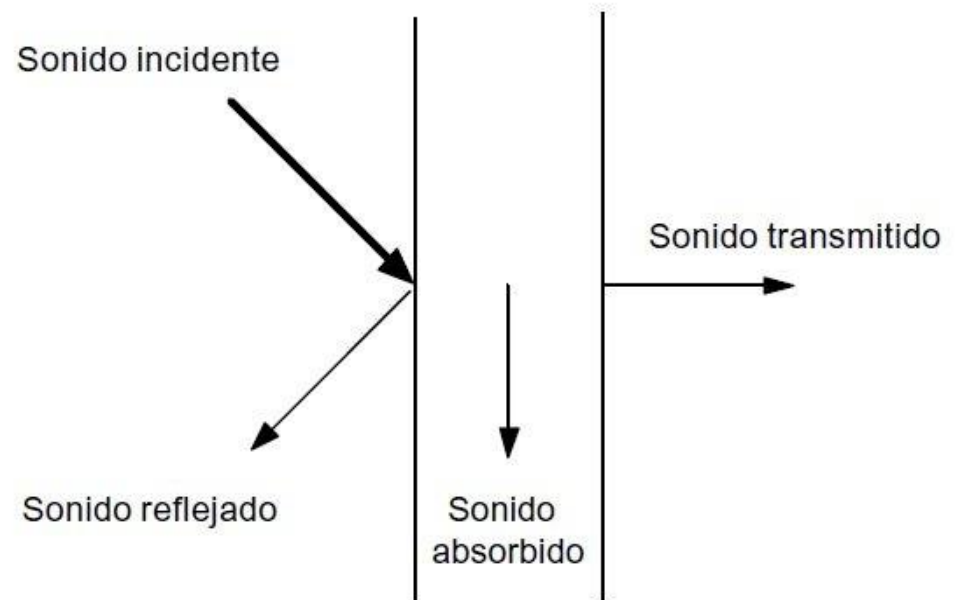 Sonido incidente
Sonido transmitido
Sonido reflejado
Sonido
absorbido